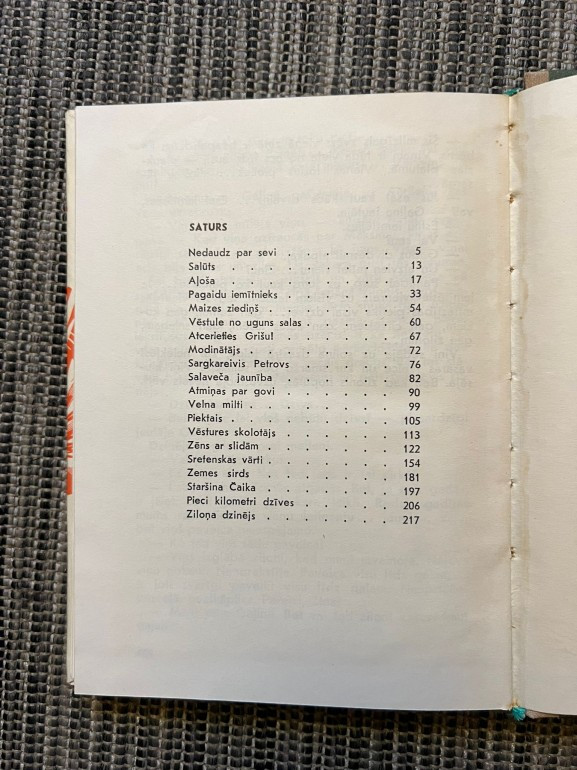 SATURS
Nedaudz par sevi . . . . . . 5
Salūts . . . . . . . . 13
Aļoša . . . . . . . . 17
Pagaidu iemītnieks . . . . . . 33
Maizes ziediņš . . . . . . 54
Vēstule no uguns salas . . . . . 60
Atcerieties Grišu! . . . . . . 67
Modinātājs . . . . . . . 72
Sargkareivis Petrovs . . . . . 76
Salaveča jaunība . . . . . . 82
Atmiņas par govi . . . . . . 90
Velna milti . . . . . . . 99
Piektais . . . . . . . . 105
Vēstures skolotājs . . . . . . 113
Zēns ar slidām . . . . . . 122
Sretenskas vārti . . . . . . 154
Zemes sirds . . . . . . . 181
Staršina Čaika . . . . . . 197
Pieci kilometri dzīves . . . . . 206
Ziloņa dzinējs . . . . . . 217